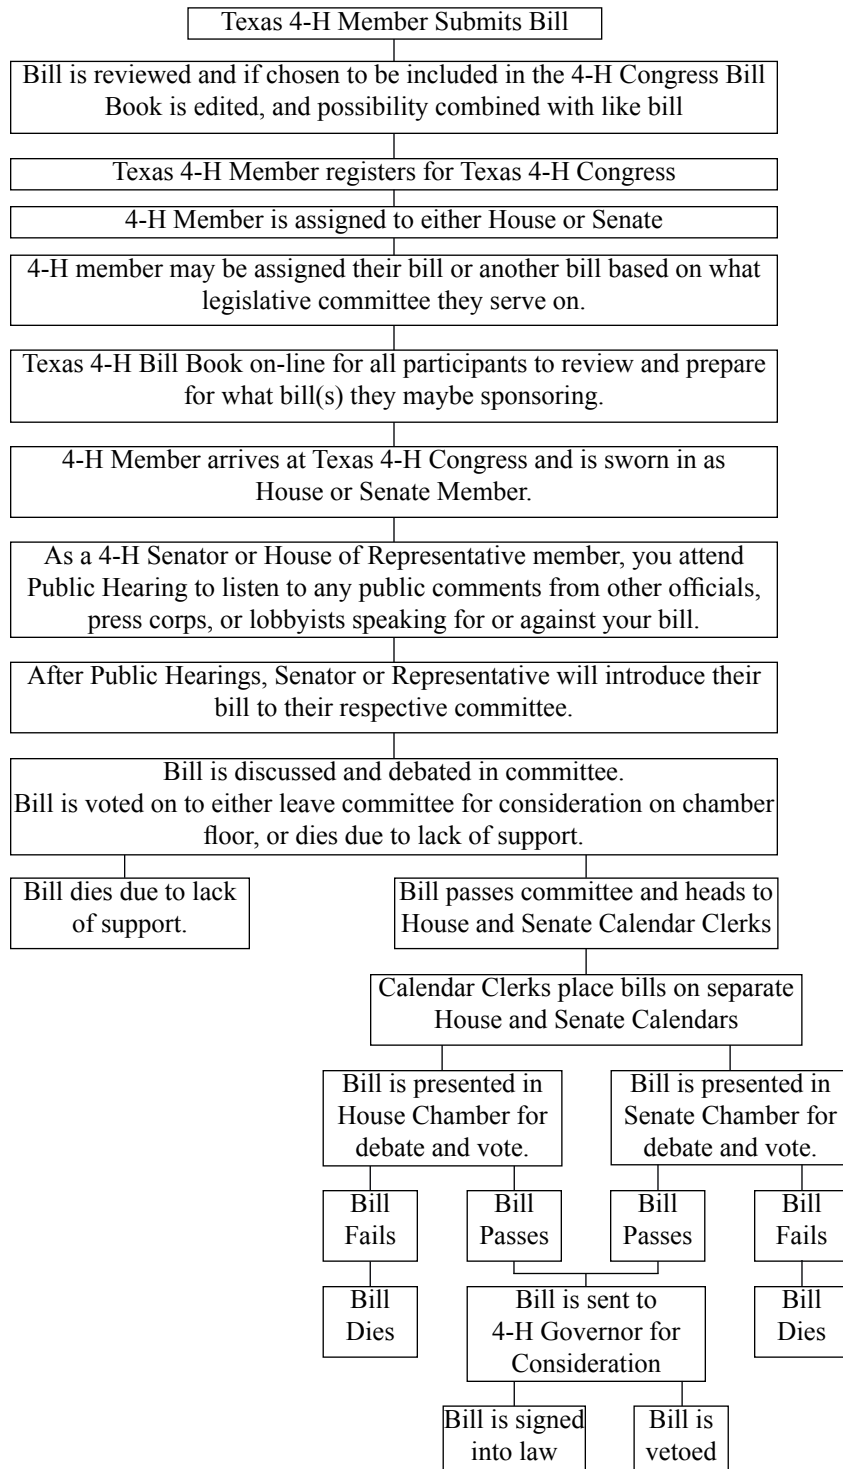 Texas 4-H Member Submits Bill
Bill is reviewed and if chosen to be included in the 4-H Congress Bill
Book is edited, and possibility combined with like bill
Texas 4-H Member registers for Texas 4-H Congress
4-H Member is assigned to either House or Senate
4-H member may be assigned their bill or another bill based on what
legislative committee they serve on.
Texas 4-H Bill Book on-line for all participants to review and prepare
for what bill(s) they maybe sponsoring.
4-H Member arrives at Texas 4-H Congress and is sworn in as
House or Senate Member.
As a 4-H Senator or House of Representative member, you attend
Public Hearing to listen to any public comments from other officials,
press corps, or lobbyists speaking for or against your bill.
After Public Hearings, Senator or Representative will introduce their
bill to their respective committee.
Bill is discussed and debated in committee.
Bill is voted on to either leave committee for consideration on chamber
floor, or dies due to lack of support.
Bill dies due to lack
of support.
Bill passes committee and heads to
House and Senate Calendar Clerks
Calendar Clerks place bills on separate
House and Senate Calendars
Bill is presented in
House Chamber for
debate and vote.
Bill is presented in
Senate Chamber for
debate and vote.
Bill
Fails
Bill
Passes
Bill
Passes
Bill
Fails
Bill
Dies
Bill is sent to
4-H Governor for
Consideration
Bill
Dies
Bill is signed
into law
Bill is
vetoed